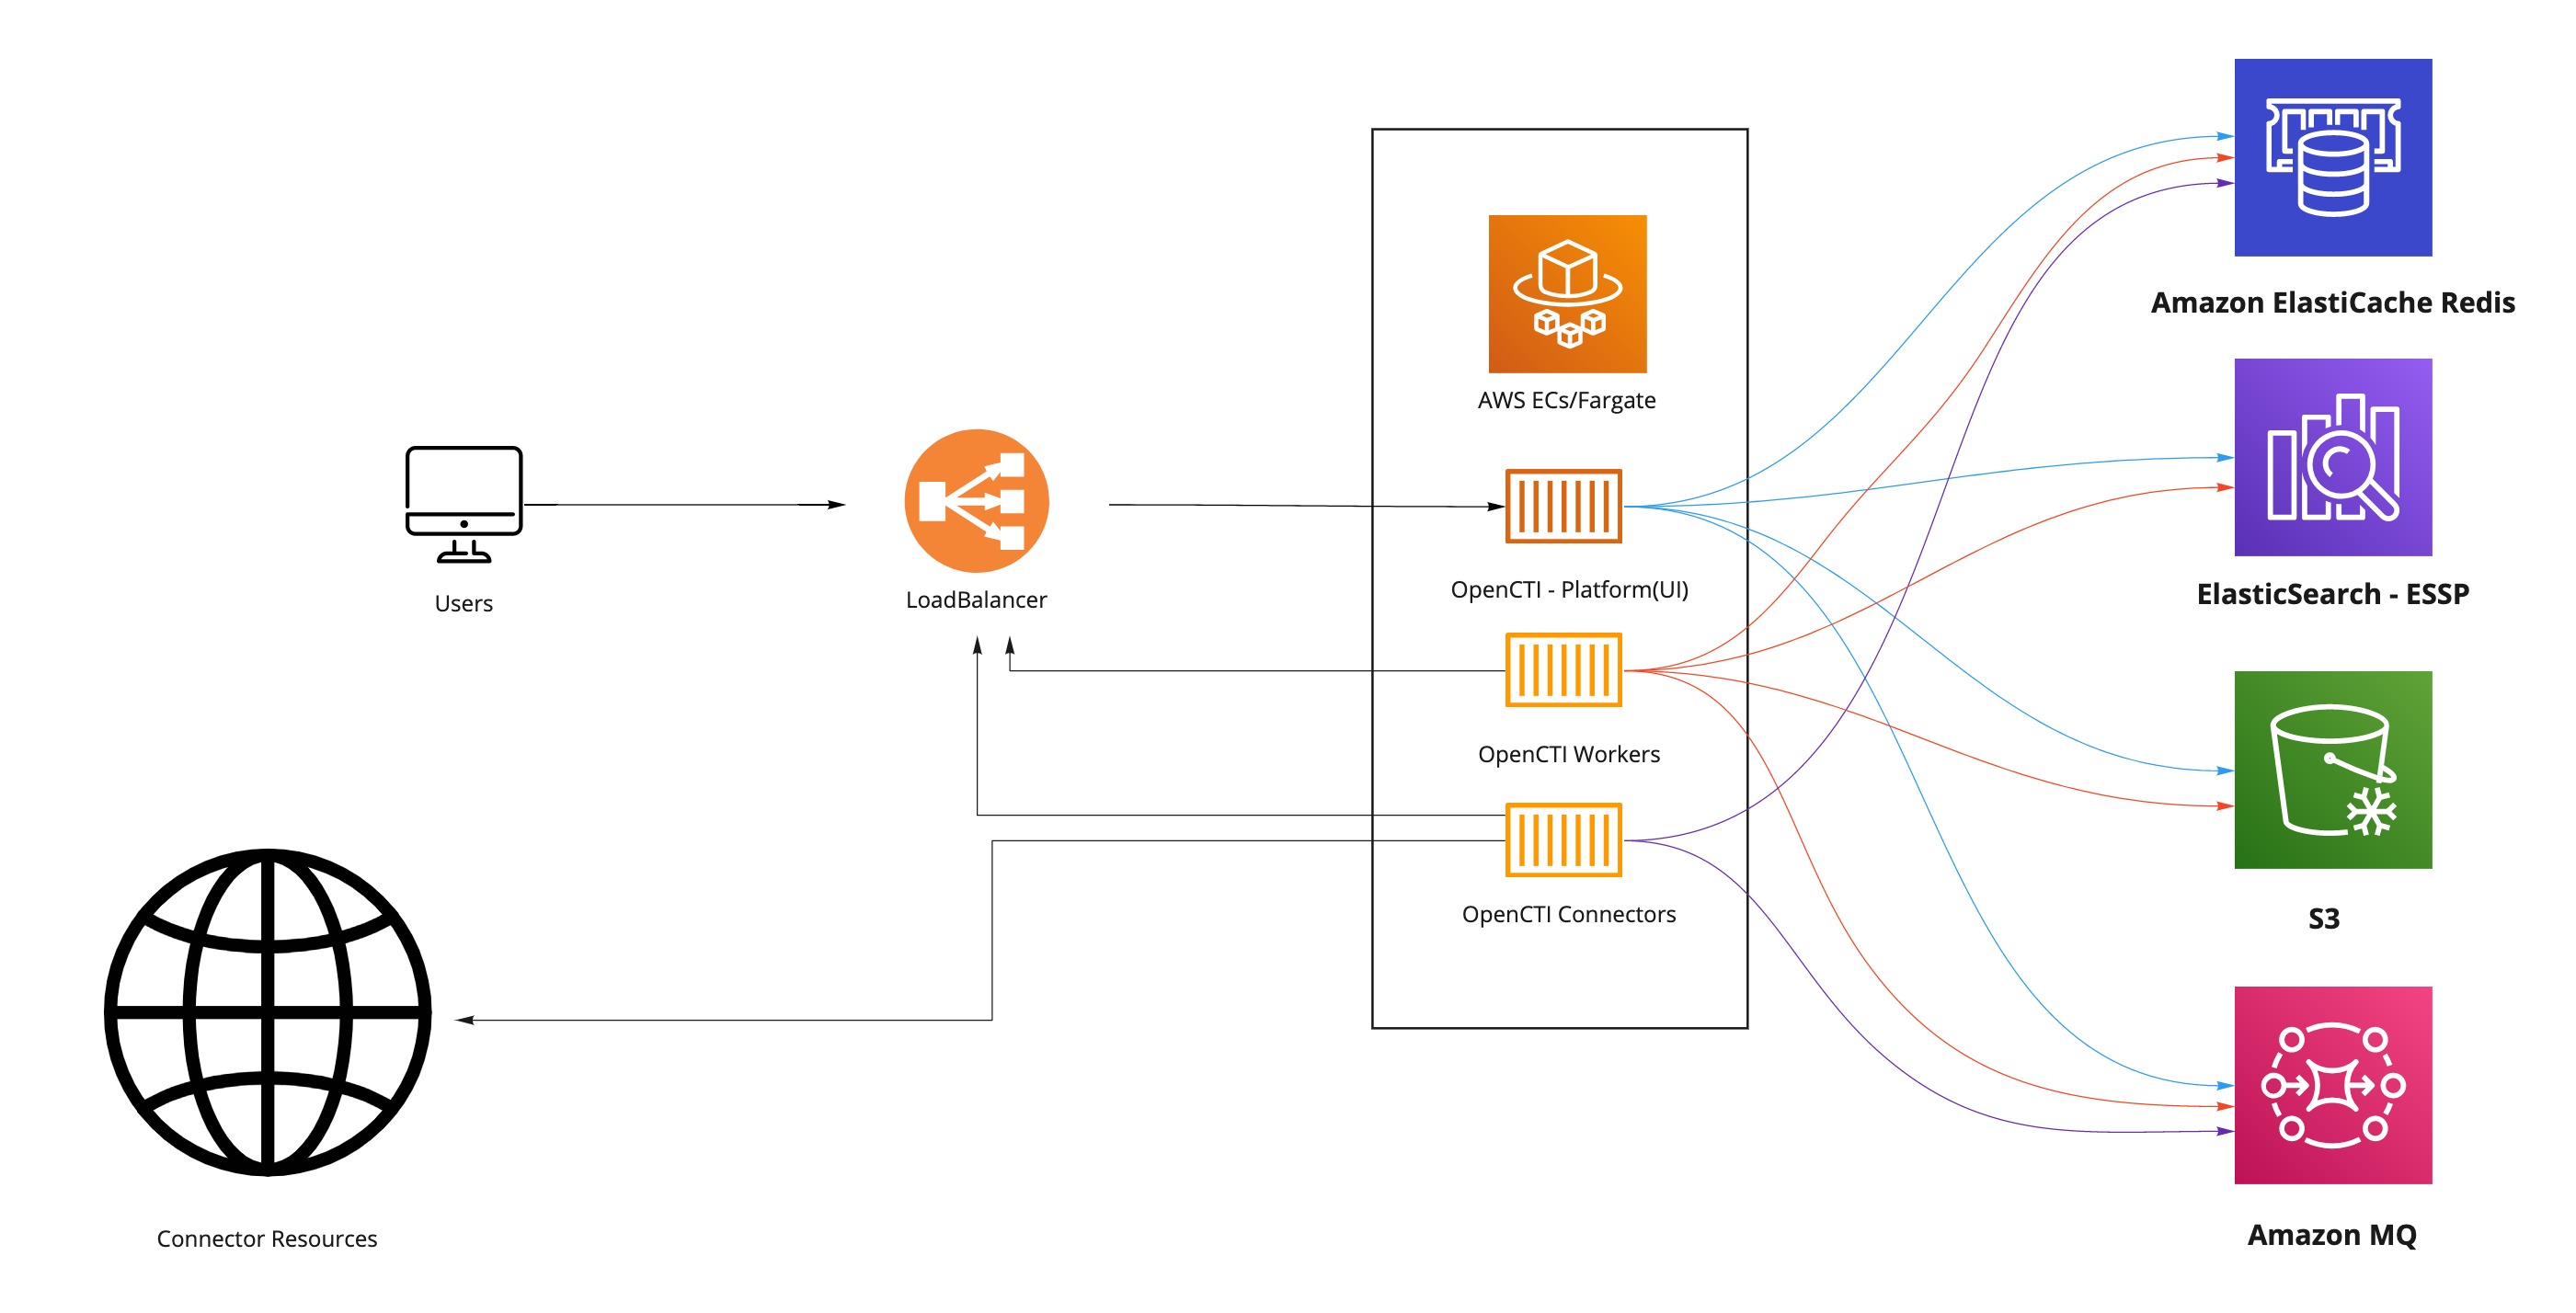 Amazon ElastiCache Redis
AWS ECs/Fargate
ElasticSearch - ESSP
OpenCTI - Platform(UI)
LoadBalancer
Users
OpenCTI Workers
OpenCTI Connectors
S3
Amazon MQ
Connector Resources